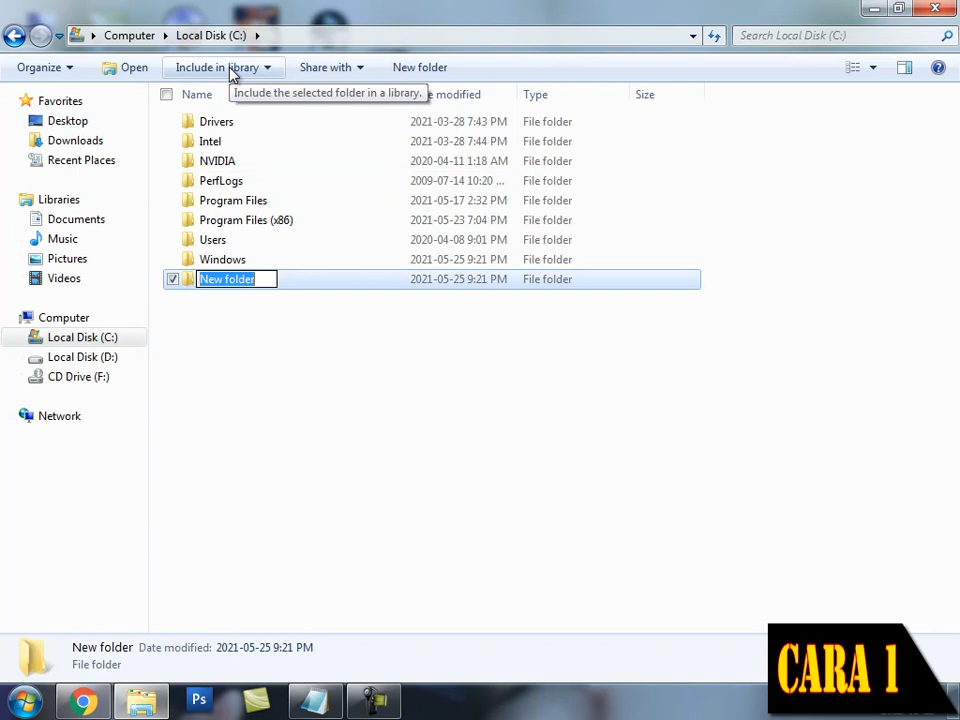 Computer Local Disk (C:) Search Local Disk (C:)
Organize Open Include in library Share with New folder
Include the selected folder in a library.
Name e modified Type Size
Drivers 2021-03-28 7:43 PM File folder
Intel 2021-03-28 7:44 PM File folder
NVIDIA 2020-04-11 1:18 AM File folder
PerfLogs 2009-07-14 10:20 ... File folder
Program Files 2021-05-17 2:32 PM File folder
Program Files (x86) 2021-05-23 7:04 PM File folder
Users 2020-04-08 9:01 PM File folder
Windows 2021-05-25 9:21 PM File folder
New folder 2021-05-25 9:21 PM File folder
Favorites
Desktop
Downloads
Recent Places
Libraries
Documents
Music
Pictures
Videos
Computer
Local Disk (C:)
Local Disk (D:)
CD Drive (F:)
Network
New folder Date modified: 2021-05-25 9:21 PM
File folder
CARA 1
Ps